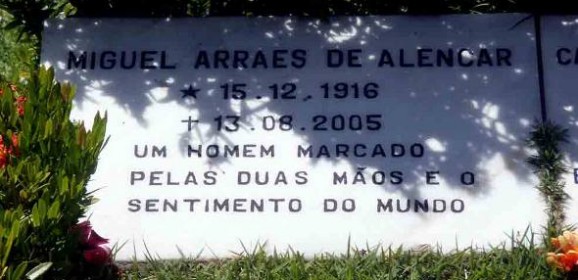 MIGUEL ARRAES DE ALENCAR
★ 15.12.1916
✝ 13.08.2005
UM HOMEM MARCADO
PELAS DUAS MÃOS E O
SENTIMENTO DO MUNDO